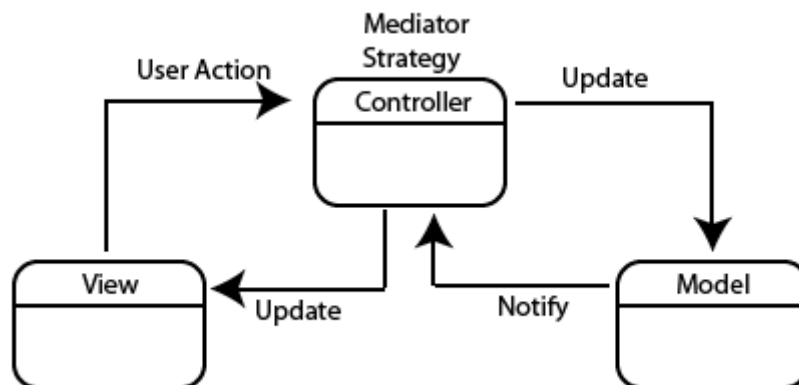 Mediator
Strategy
User Action
Update
Controller
View
Update
Notify
Model